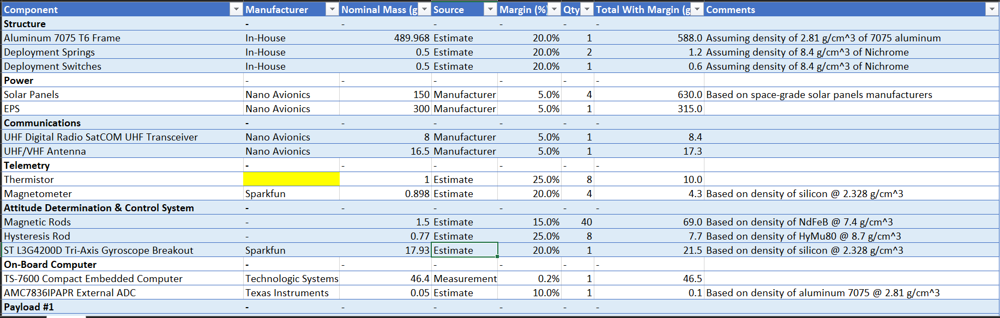 Component Manufacturer Nominal Mass (g Source Margin (%) Qty Total With Margin (g Comments
Structure - - - - - -
Aluminum 7075 T6 Frame In-House 489.968 Estimate 20.0% 1 588.0 Assuming density of 2.81 g/cm^3 of 7075 aluminum
Deployment Springs In-House 0.5 Estimate 20.0% 2 1.2 Assuming density of 8.4 g/cm^3 of Nichrome
Deployment Switches In-House 0.5 Estimate 20.0% 1 0.6 Assuming density of 8.4 g/cm^3 of Nichrome
Power - - - - - -
Solar Panels Nano Avionics 150 Manufacturer 5.0% 4 630.0 Based on space-grade solar panels manufacturers
EPS Nano Avionics 300 Manufacturer 5.0% 1 315.0
Communications - - - - - -
UHF Digital Radio SatCOM UHF Transceiver Nano Avionics 8 Manufacturer 5.0% 1 8.4
UHF/VHF Antenna Nano Avionics 16.5 Manufacturer 5.0% 1 17.3
Telemetry - - - - - -
Thermistor 1 Estimate 25.0% 8 10.0
Magnetometer Sparkfun 0.898 Estimate 20.0% 4 4.3 Based on density of silicon @ 2.328 g/cm^3
Attitude Determination & Control System - - - - - -
Magnetic Rods - 1.5 Estimate 15.0% 40 69.0 Based on density of NdFeB @ 7.4 g/cm^3
Hysteresis Rod - 0.77 Estimate 25.0% 8 7.7 Based on density of HyMu80 @ 8.7 g/cm^3
ST L3G4200D Tri-Axis Gyroscope Breakout Sparkfun 17.93 Estimate 20.0% 1 21.5 Based on density of silicon @ 2.328 g/cm^3
On-Board Computer - - - - - -
TS-7600 Compact Embedded Computer Technologic Systems 46.4 Measurement 0.2% 1 46.5
AMC7836IPAPR External ADC Texas Instruments 0.05 Estimate 10.0% 1 0.1 Based on density of aluminum 7075 @ 2.81 g/cm^3
Payload #1 - - - - - -